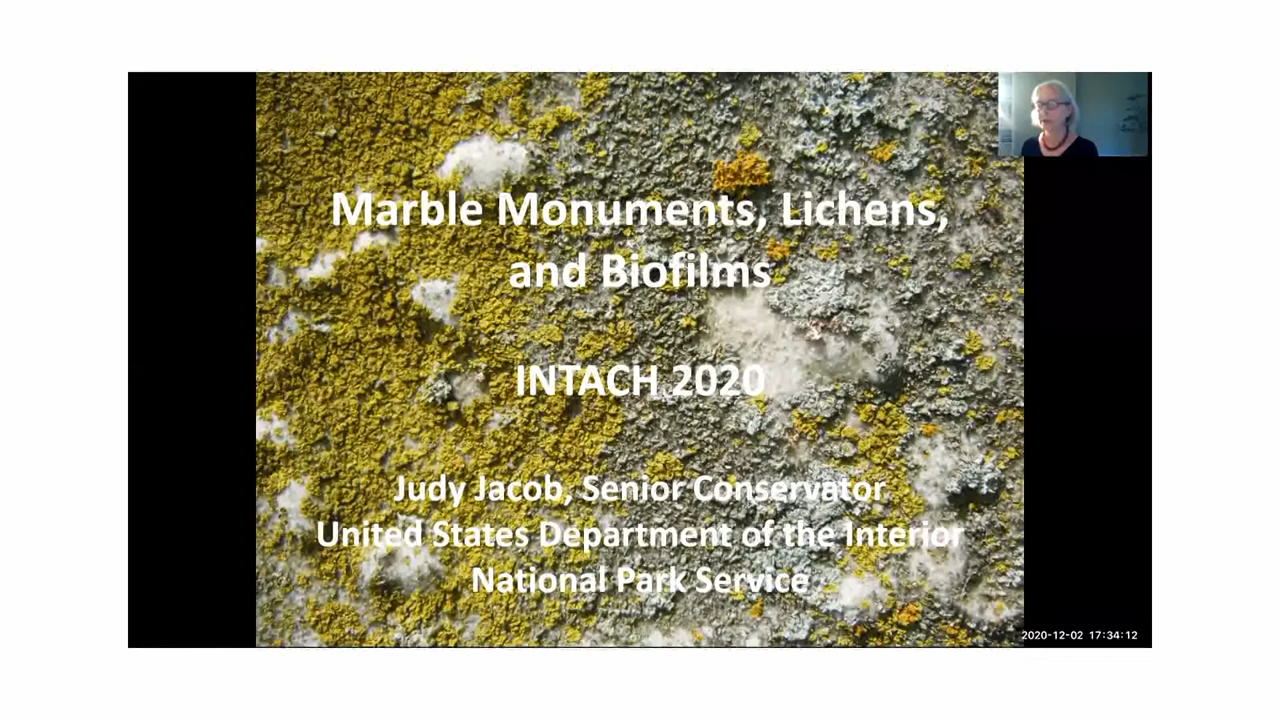 Marble Monuments, Lichens,
and Biofilms
INTACH 2020
Judy Jacob, Senior Conservator
United States Department of the Interior
National Park Service
2020-12-02 17:34:12